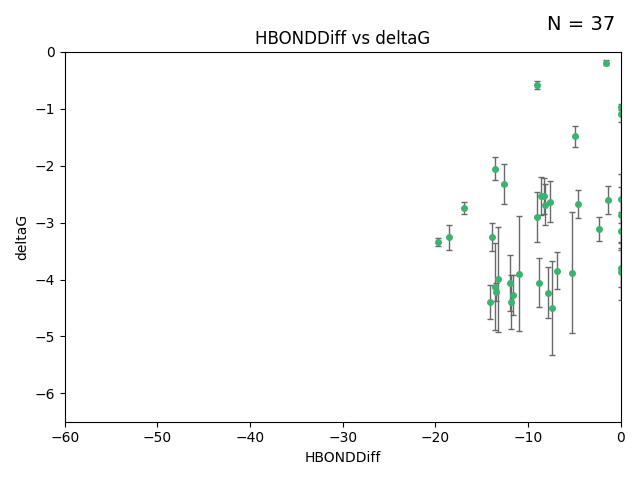 N = 37
HBONDDiff vs deltaG
0
−1
−2
−3
−4
−5
−6
deltaG
−60 −50 −40 −30 −20 −10 0
HBONDDiff